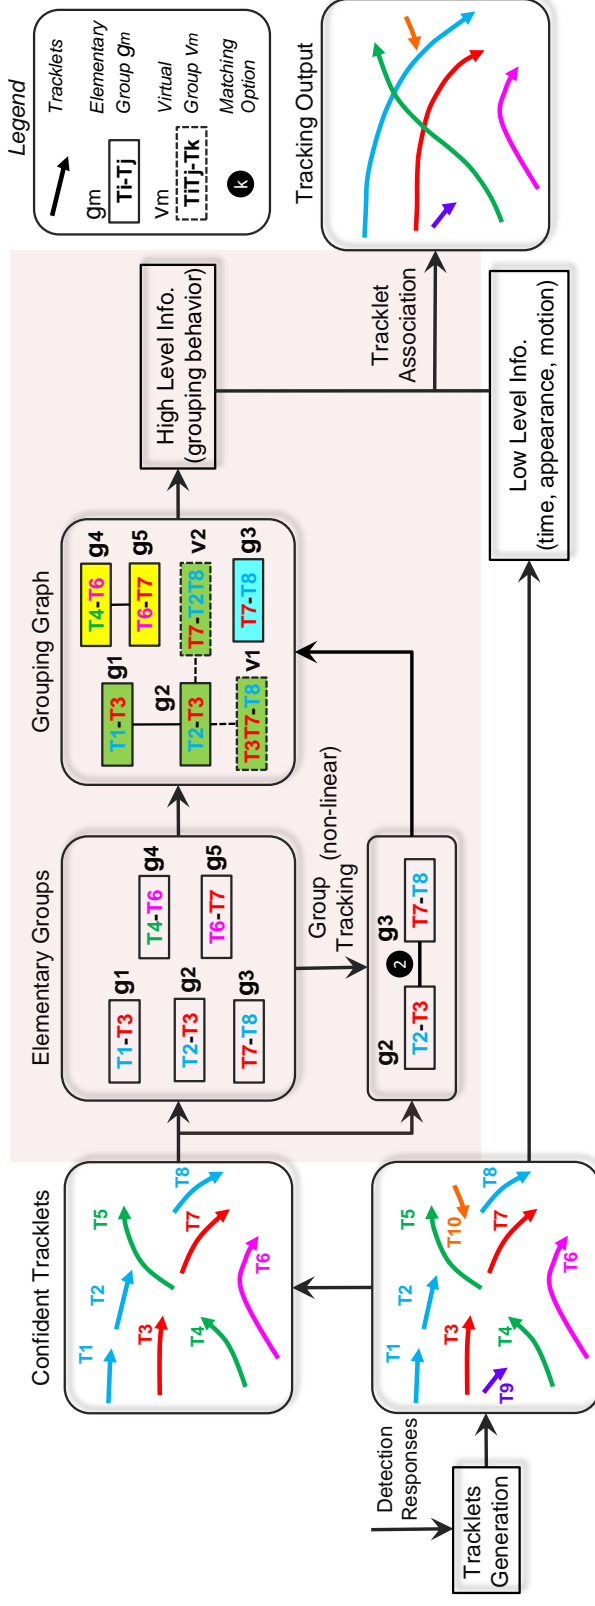 Detection
Responses
Tracklets
Generation
Confident Tracklets
T1
T2
T3
T4
T5
T6
T7
T8
T1
T2
T3
T4
T5
T6
T7
T8
T9
T10
Elementary Groups
T1-T3 g1
T2-T3 g2
T7-T8 g3
T4-T6 g4
T6-T7 g5
Group
Tracking
(non-linear)
g2
T2-T3
2
g3
T7-T8
Grouping Graph
T1-T3 g1
g2
T2-T3
T3T7-T8 v1
T4-T6 g4
T6-T7 g5
T7-T2T8 v2
T7-T8 g3
High Level Info.
(grouping behavior)
Low Level Info.
(time, appearance, motion)
Tracklet
Association
Tracking Output
Legend
Tracklets
gm
Ti-Tj
Elementary
Group gm
vm
TiTj-Tk
Virtual
Group vm
k
Matching
Option